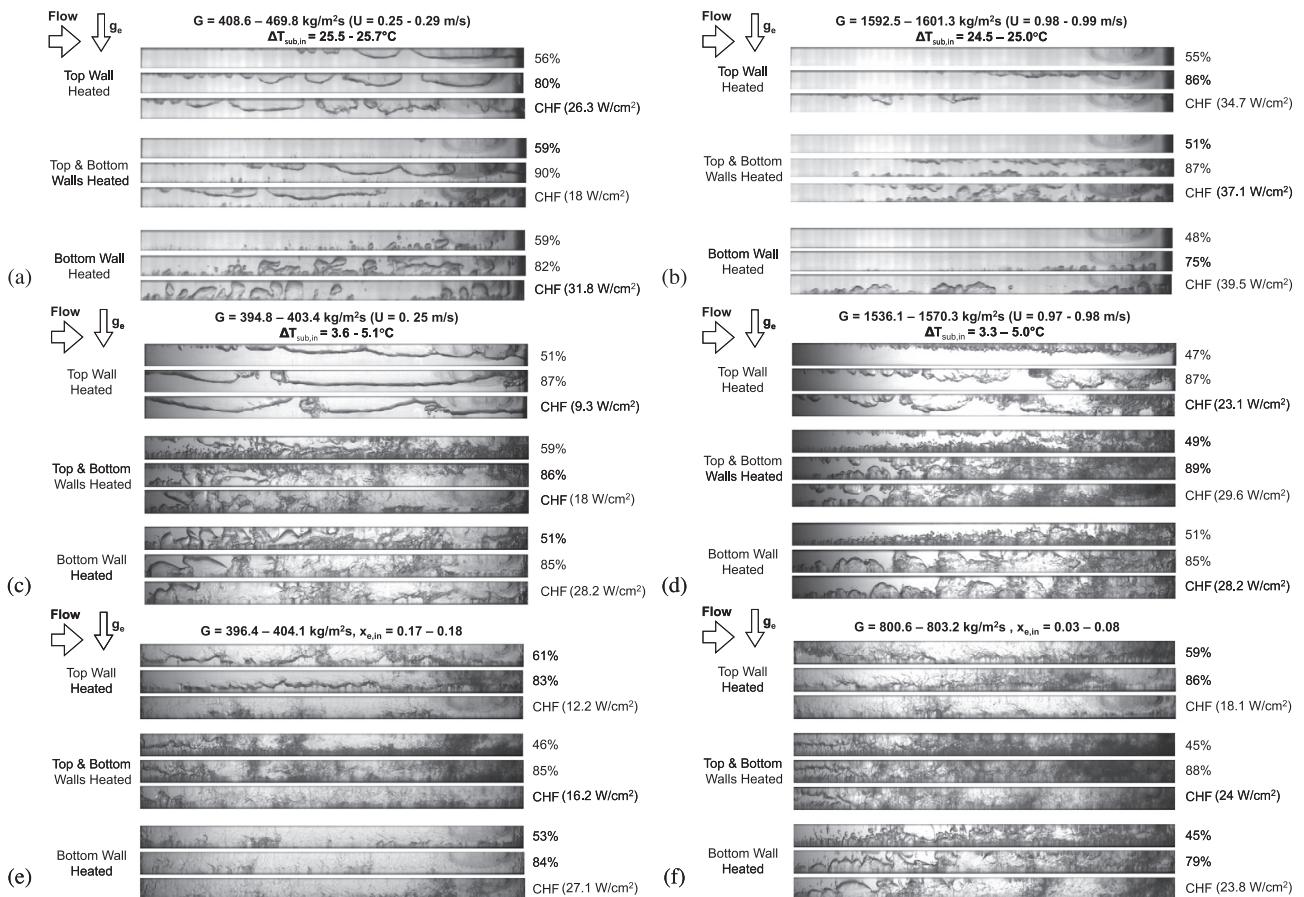 Flow
gₑ
G = 408.6 – 469.8 kg/m²s (U = 0.25 - 0.29 m/s)
ΔTsub,in = 25.5 - 25.7°C
Top Wall
Heated
56%
80%
CHF (26.3 W/cm²)
Top & Bottom
Walls Heated
59%
90%
CHF (18 W/cm²)
Bottom Wall
Heated
59%
82%
CHF (31.8 W/cm²)
(a)
Flow
gₑ
G = 1592.5 – 1601.3 kg/m²s (U = 0.98 - 0.99 m/s)
ΔTsub,in = 24.5 – 25.0°C
Top Wall
Heated
55%
86%
CHF (34.7 W/cm²)
Top & Bottom
Walls Heated
51%
87%
CHF (37.1 W/cm²)
Bottom Wall
Heated
48%
75%
CHF (39.5 W/cm²)
(b)
Flow
gₑ
G = 394.8 – 403.4 kg/m²s (U = 0. 25 m/s)
ΔTsub,in = 3.6 - 5.1°C
Top Wall
Heated
51%
87%
CHF (9.3 W/cm²)
Top & Bottom
Walls Heated
59%
86%
CHF (18 W/cm²)
Bottom Wall
Heated
51%
85%
CHF (28.2 W/cm²)
(c)
Flow
gₑ
G = 1536.1 – 1570.3 kg/m²s (U = 0.97 - 0.98 m/s)
ΔTsub,in = 3.3 – 5.0°C
Top Wall
Heated
47%
87%
CHF (23.1 W/cm²)
Top & Bottom
Walls Heated
49%
89%
CHF (29.6 W/cm²)
Bottom Wall
Heated
51%
85%
CHF (28.2 W/cm²)
(d)
Flow
gₑ
G = 396.4 – 404.1 kg/m²s, xe,in = 0.17 – 0.18
Top Wall
Heated
61%
83%
CHF (12.2 W/cm²)
Top & Bottom
Walls Heated
46%
85%
CHF (16.2 W/cm²)
Bottom Wall
Heated
53%
84%
CHF (27.1 W/cm²)
(e)
Flow
gₑ
G = 800.6 – 803.2 kg/m²s , xe,in = 0.03 – 0.08
Top Wall
Heated
59%
86%
CHF (18.1 W/cm²)
Top & Bottom
Walls Heated
45%
88%
CHF (24 W/cm²)
Bottom Wall
Heated
45%
79%
CHF (23.8 W/cm²)
(f)